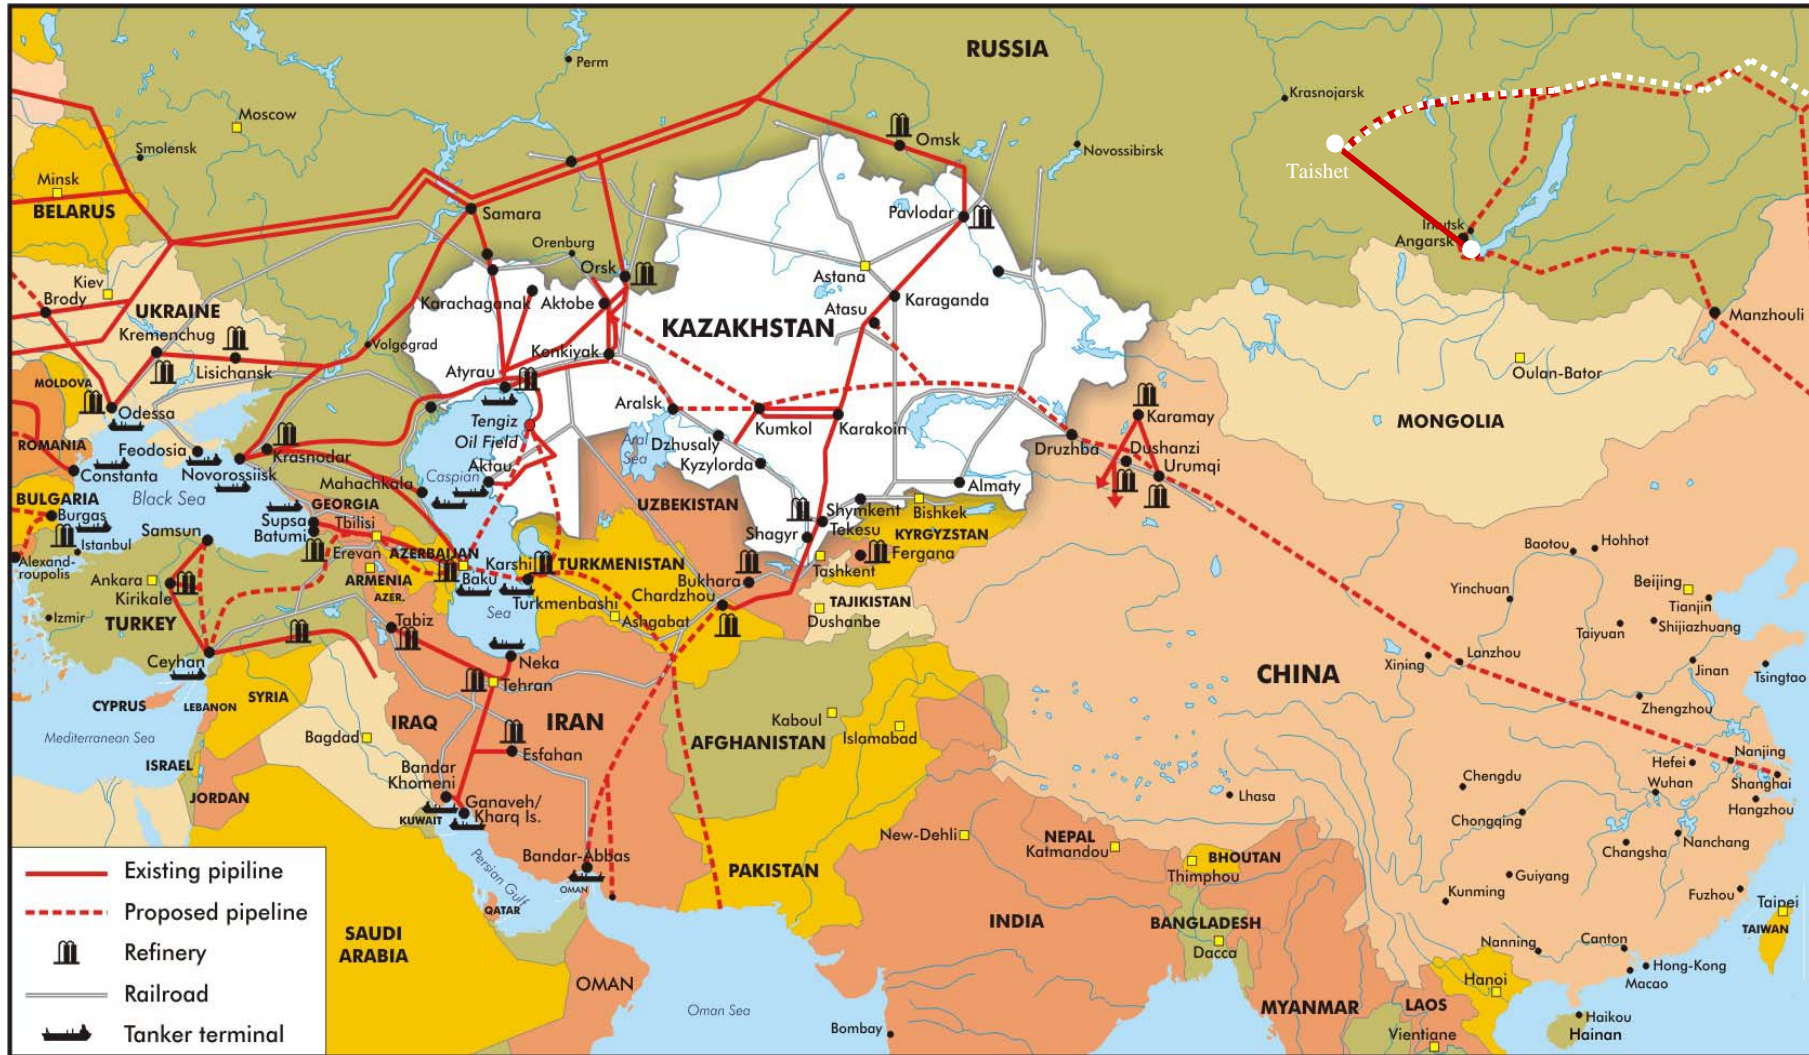 RUSSIA
Perm
Krasnojarsk
Moscow
Smolensk
Omsk
Novossibirsk
Taishet
Minsk
BELARUS
Samara
Pavlodar
Irkutsk
Angarsk
Orenburg
Orsk
Astana
Kiev
Brody
UKRAINE
Karachaganak
Aktobe
Karaganda
Atasu
KAZAKHSTAN
Manzhouli
Kremenchug
Volgograd
Kenkiyak
Lisichansk
Atyrau
Oulan-Bator
MOLDOVA
Odessa
Aralsk
Karamay
MONGOLIA
Tengiz
Oil Field
Kumkol
Karakoin
ROMANIA
Feodosia
Krasnodar
Aral
Sea
Dzhusaly
Druzhba
Dushanzi
Constanta
Novorossiisk
Aktau
Caspian
Kyzylorda
Urumqi
Mahachkala
Almaty
BULGARIA
Black Sea
GEORGIA
UZBEKISTAN
Burgas
Supsa
Tbilisi
Shymkent
Bishkek
Samsun
Batumi
Tekesu
Shagyr
KYRGYZSTAN
Istanbul
Erevan
AZERBAIJAN
Fergana
Alexand-
roupolis
Baku
Karshi
TURKMENISTAN
Tashkent
Baotou
Hohhot
Ankara
ARMENIA
Bukhara
Kirikale
AZER.
Chardzhou
Yinchuan
Beijing
Izmir
TURKEY
Sea
Turkmenbashi
TAJIKISTAN
Tianjin
Tabiz
Ashgabat
Dushanbe
Taiyuan
Shijiazhuang
Ceyhan
Neka
Xining
Lanzhou
Jinan
Tsingtao
Tehran
CHINA
CYPRUS
LEBANON
SYRIA
Zhengzhou
IRAQ
IRAN
Kaboul
Islamabad
Mediterranean Sea
Bagdad
AFGHANISTAN
Esfahan
Nanjing
ISRAEL
Bandar
Khomeni
Hefei
Chengdu
Wuhan
Shanghai
JORDAN
Lhasa
Hangzhou
Ganaveh/
Kharq Is.
KUWAIT
Chongqing
New-Dehli
NEPAL
Katmandou
Nanchang
Changsha
Persian Gulf
Bandar-Abbas
BHOUTAN
Thimphou
PAKISTAN
OMAN
Guiyang
Kunming
Fuzhou
QATAR
Taipei
TAIWAN
SAUDI
ARABIA
INDIA
BANGLADESH
Dacca
Nanning
Canton
Hong-Kong
Macao
OMAN
Hanoi
Oman Sea
MYANMAR
LAOS
Haikou
Hainan
Bombay
Vientiane
Existing pipiline
Proposed pipeline
Refinery
Railroad
Tanker terminal